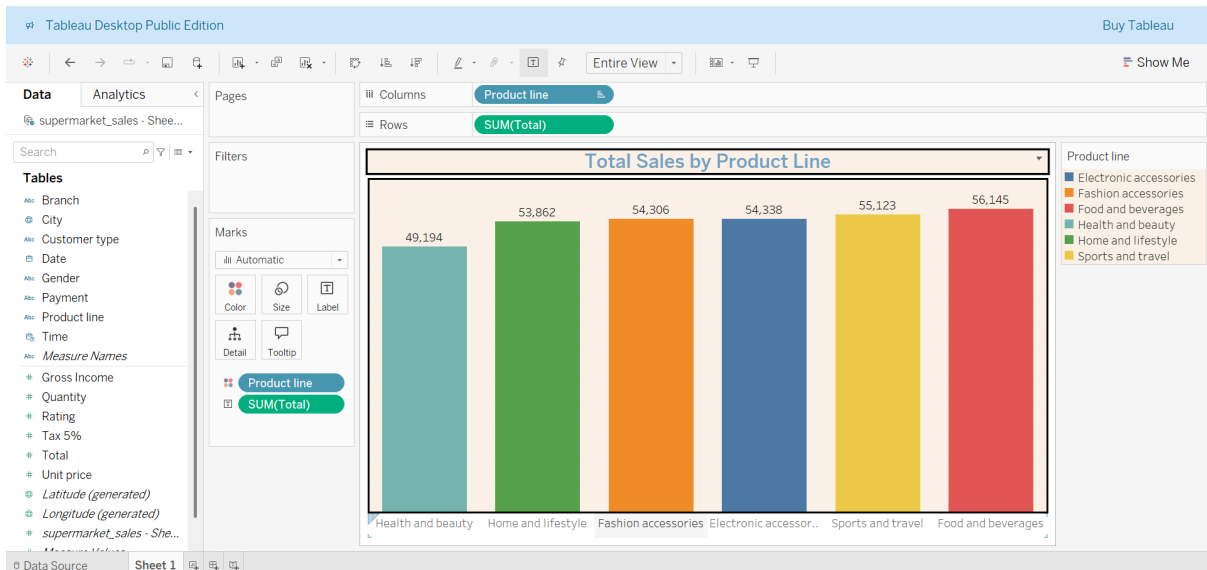 Tableau Desktop Public Edition
Buy Tableau
Entire View
Show Me
Data
Analytics
Pages
Columns
Product line
supermarket_sales - Shee...
Rows
SUM(Total)
Search
Filters
Total Sales by Product Line
Product line
Tables
Abc Branch
City
Abc Customer type
Date
Abc Gender
Abc Payment
Abc Product line
Time
Abc Measure Names
# Gross Income
# Quantity
# Rating
# Tax 5%
# Total
# Unit price
Latitude (generated)
Longitude (generated)
# supermarket_sales - She...
Marks
Automatic
Color
Size
Label
Detail
Tooltip
Product line
SUM(Total)
49,194
53,862
54,306
54,338
55,123
56,145
Health and beauty
Home and lifestyle
Fashion accessories
Electronic accessor..
Sports and travel
Food and beverages
Electronic accessories
Fashion accessories
Food and beverages
Health and beauty
Home and lifestyle
Sports and travel
Data Source
Sheet 1